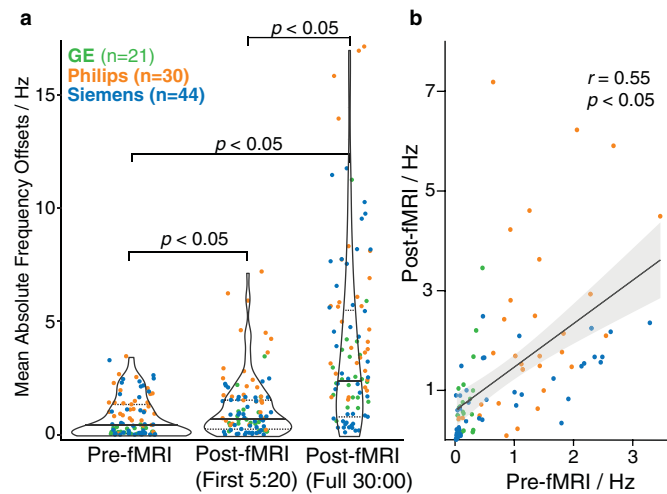 a
Mean Absolute Frequency Offsets / Hz
GE (n=21)
Philips (n=30)
Siemens (n=44)
p < 0.05
p < 0.05
p < 0.05
15
10
5
0
Pre-fMRI
Post-fMRI
(First 5:20)
Post-fMRI
(Full 30:00)
b
Post-fMRI / Hz
r = 0.55
p < 0.05
7
5
3
1
0
1
2
3
Pre-fMRI / Hz